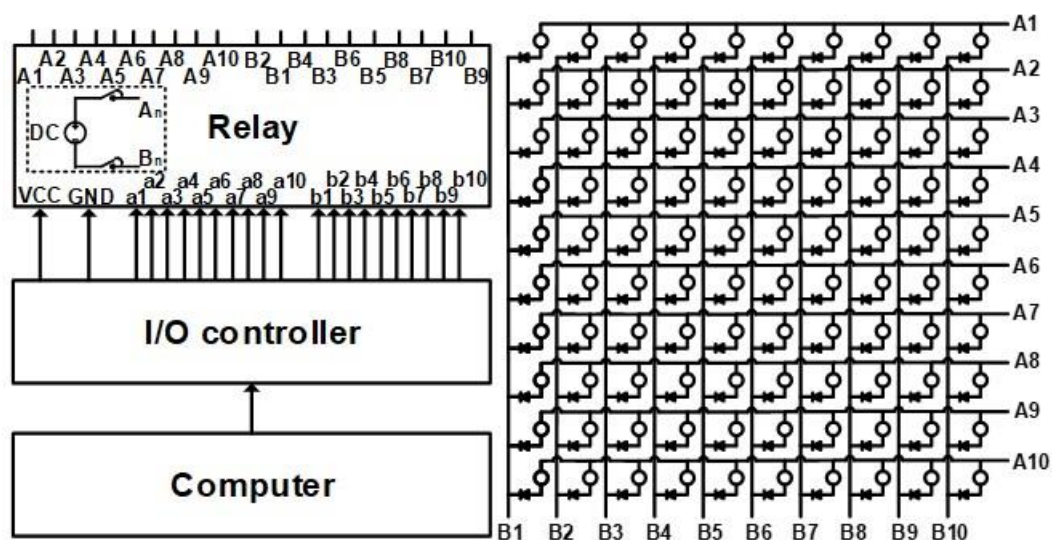 A2 A4 A6 A8 A10 B2 B4 B6 B8 B10
A1 A3 A5 A7 A9 B1 B3 B5 B7 B9
DC An
Relay
Bn
a2 a4 a6 a8 a10 b2 b4 b6 b8 b10
VCC GND a1 a3 a5 a7 a9 b1 b3 b5 b7 b9
I/O controller
Computer
A1
A2
A3
A4
A5
A6
A7
A8
A9
A10
B1 B2 B3 B4 B5 B6 B7 B8 B9 B10